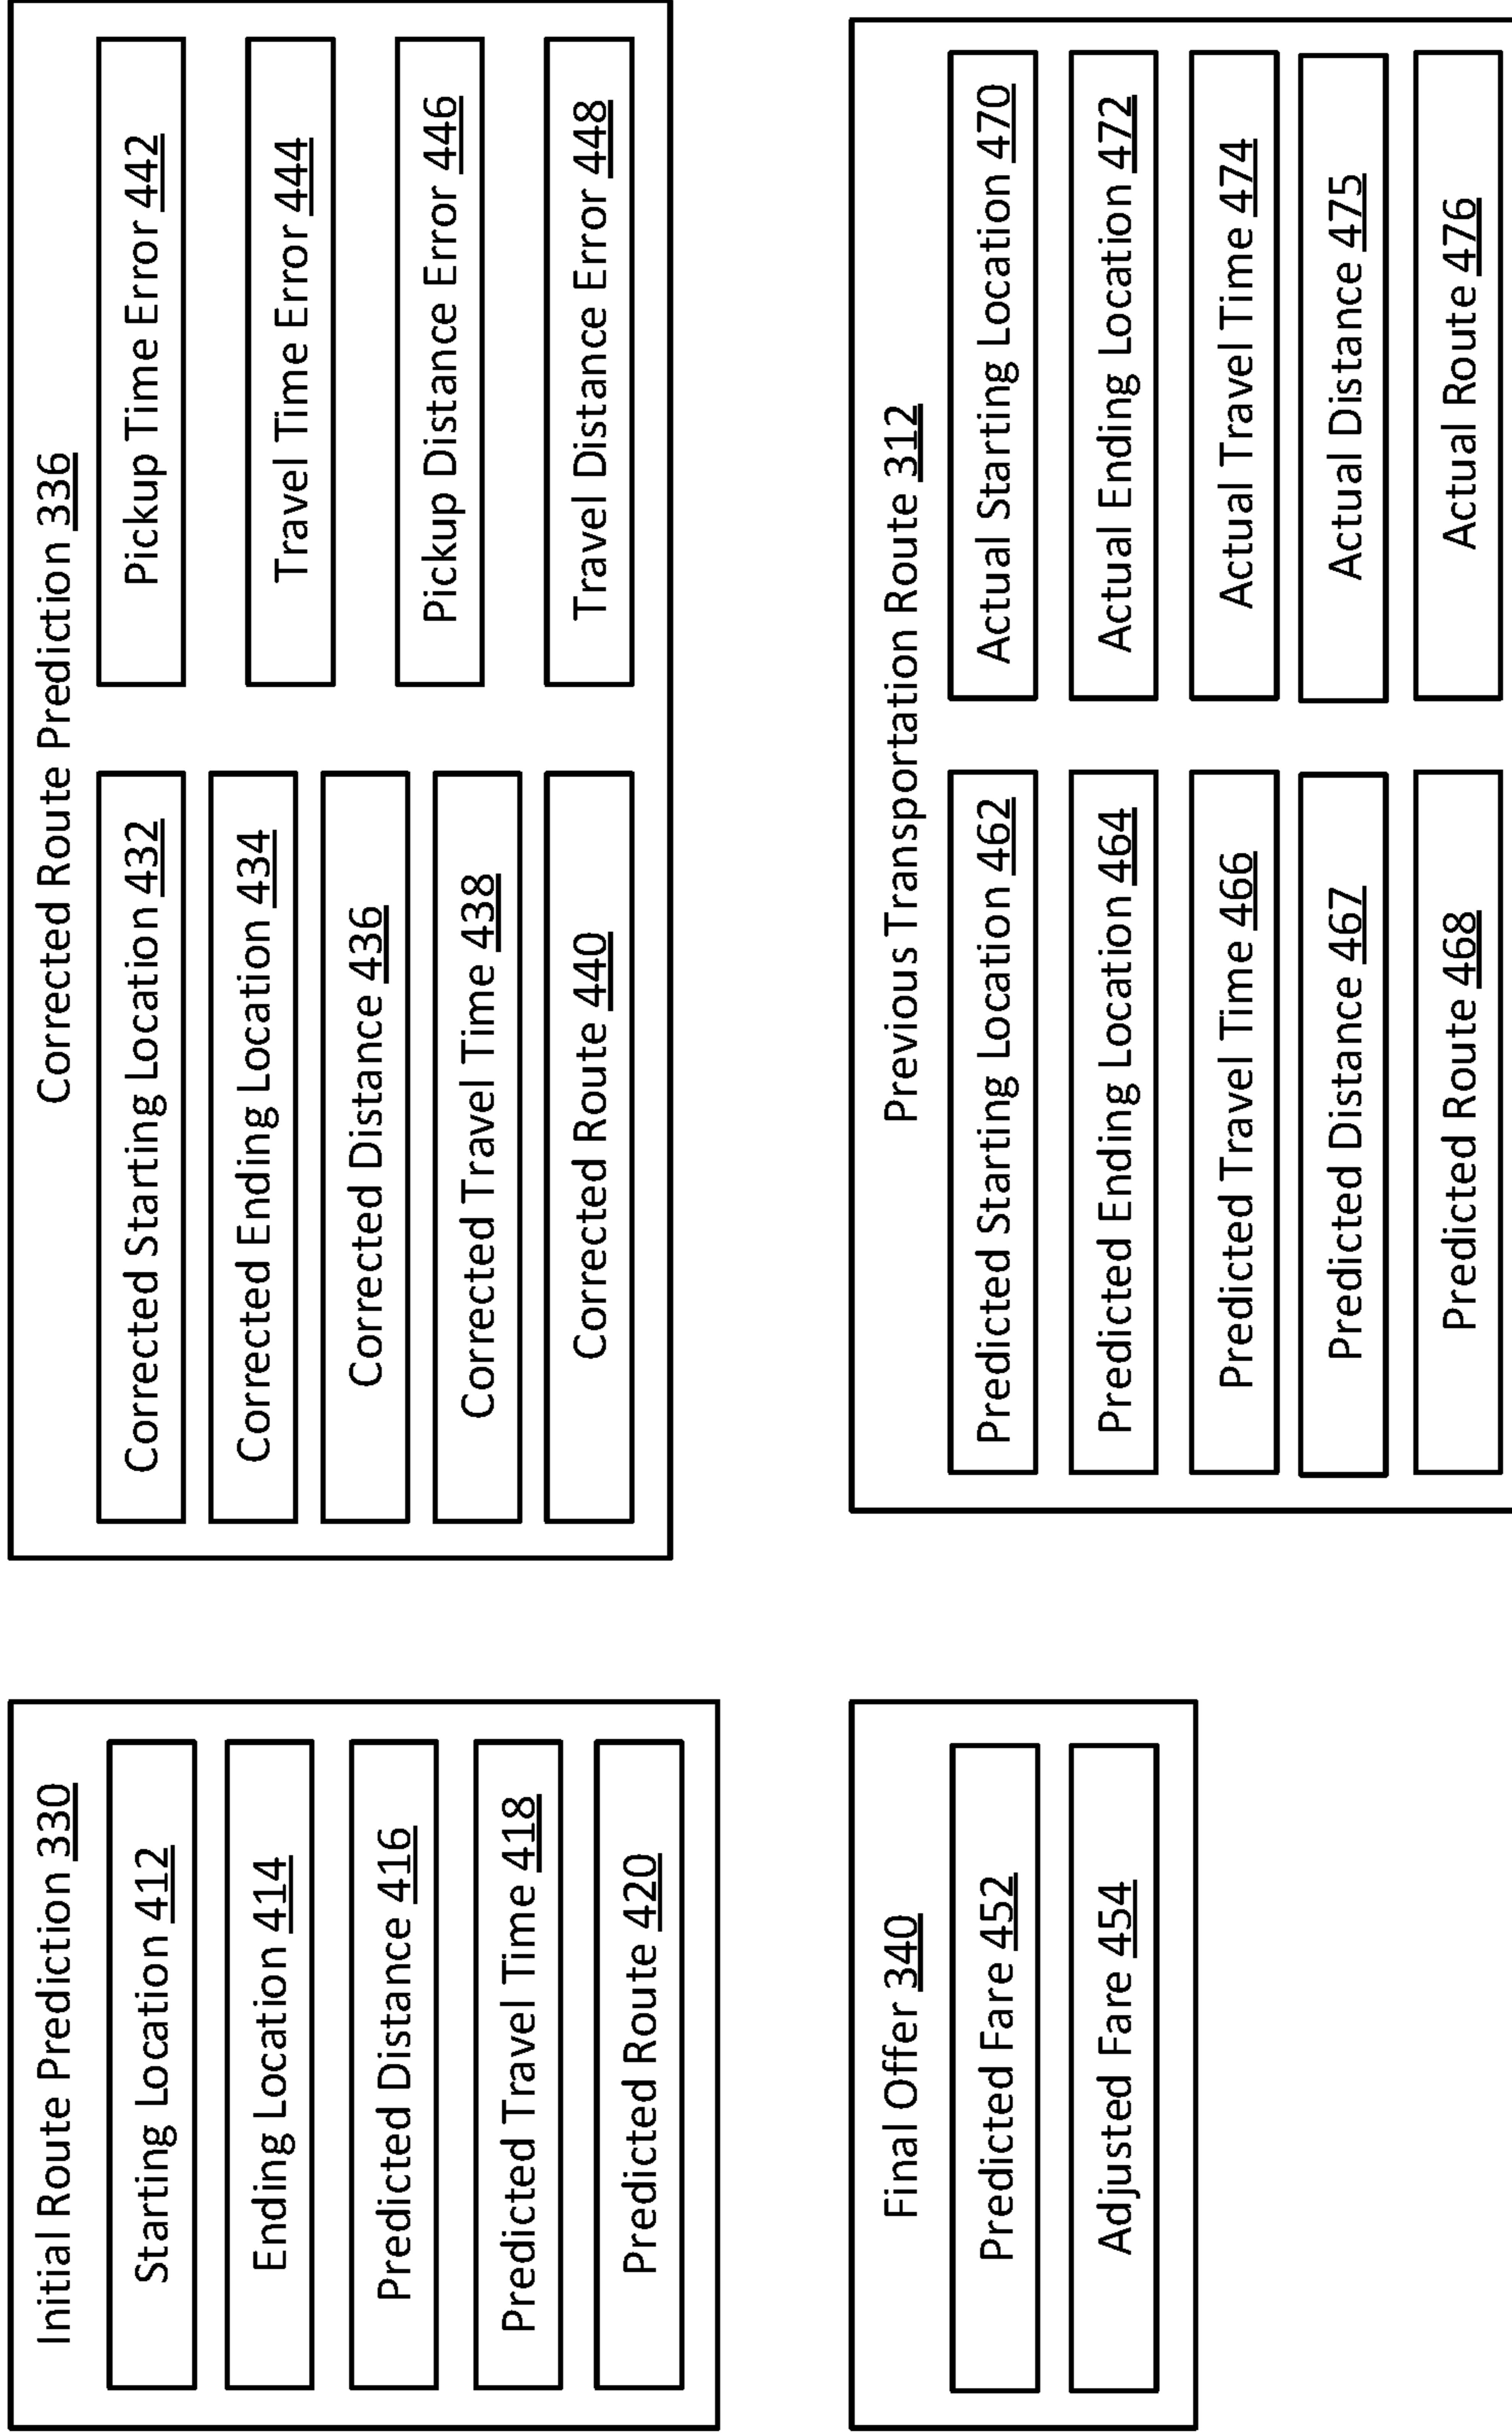 Initial Route Prediction 330
Starting Location 412
Ending Location 414
Predicted Distance 416
Predicted Travel Time 418
Predicted Route 420
Corrected Route Prediction 336
Corrected Starting Location 432
Corrected Ending Location 434
Corrected Distance 436
Corrected Travel Time 438
Corrected Route 440
Pickup Time Error 442
Travel Time Error 444
Pickup Distance Error 446
Travel Distance Error 448
Final Offer 340
Predicted Fare 452
Adjusted Fare 454
Previous Transportation Route 312
Predicted Starting Location 462
Predicted Ending Location 464
Predicted Travel Time 466
Predicted Distance 467
Predicted Route 468
Actual Starting Location 470
Actual Ending Location 472
Actual Travel Time 474
Actual Distance 475
Actual Route 476